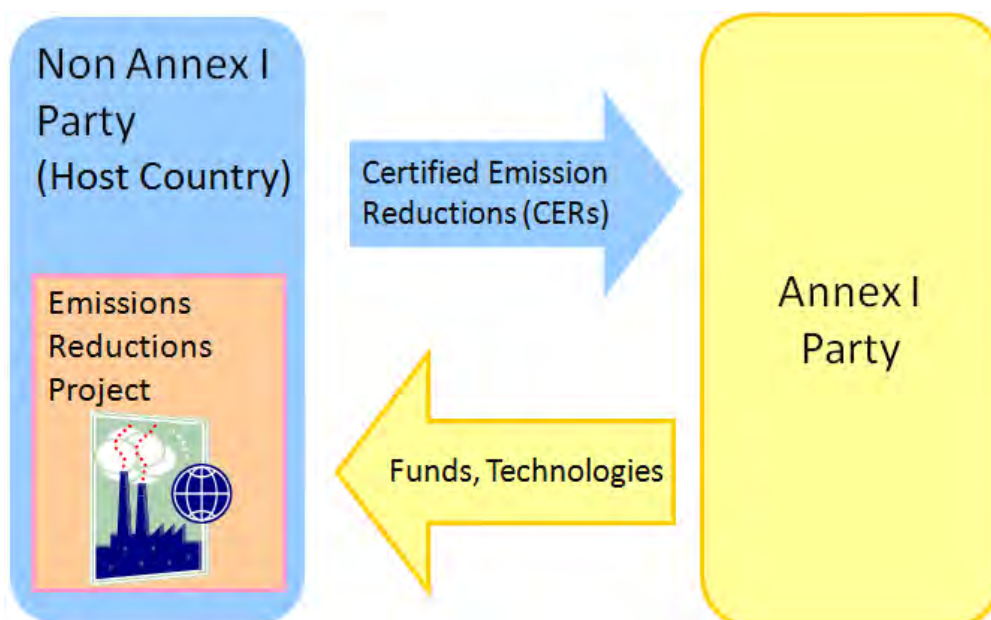 Non Annex I
Party
(Host Country)
Certified Emission
Reductions (CERs)
Emissions
Reductions
Project
Annex I
Party
Funds, Technologies